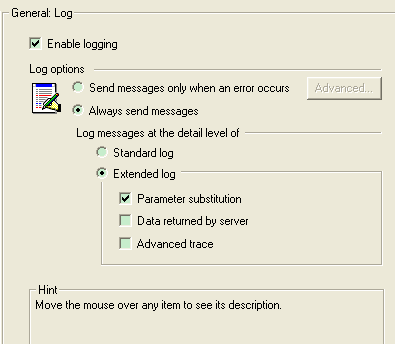 General: Log
Enable logging
Log options
Send messages only when an error occurs
Advanced...
Always send messages
Log messages at the detail level of
Standard log
Extended log
Parameter substitution
Data returned by server
Advanced trace
Hint
Move the mouse over any item to see its description.